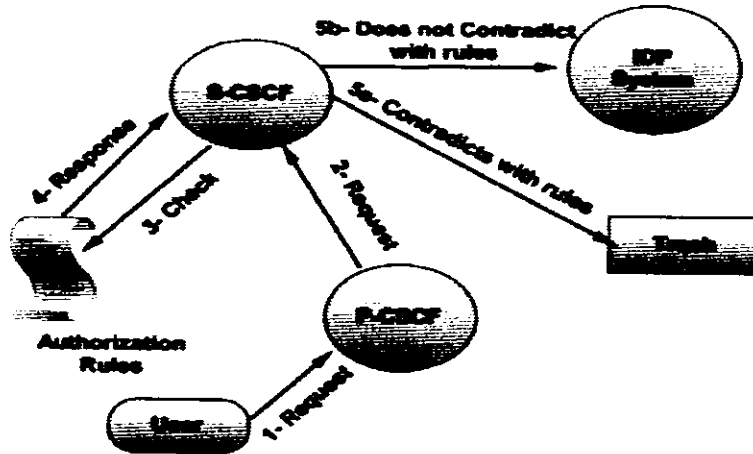 5b- Does not Contradict
with rules
IDP
System
S-CSCF
5a- Contradicts with rules
4- Response
3- Check
2- Request
Trash
P-CSCF
Authorization
Rules
User
1- Request